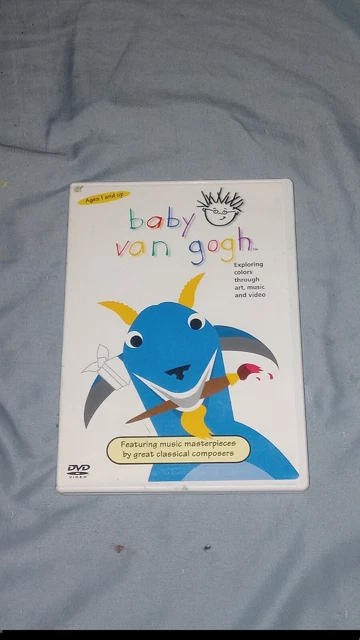 Ages 1 and up
baby
van gogh™
Exploring
colors
through
art, music
and video
Featuring music masterpieces
by great classical composers
DVD
VIDEO